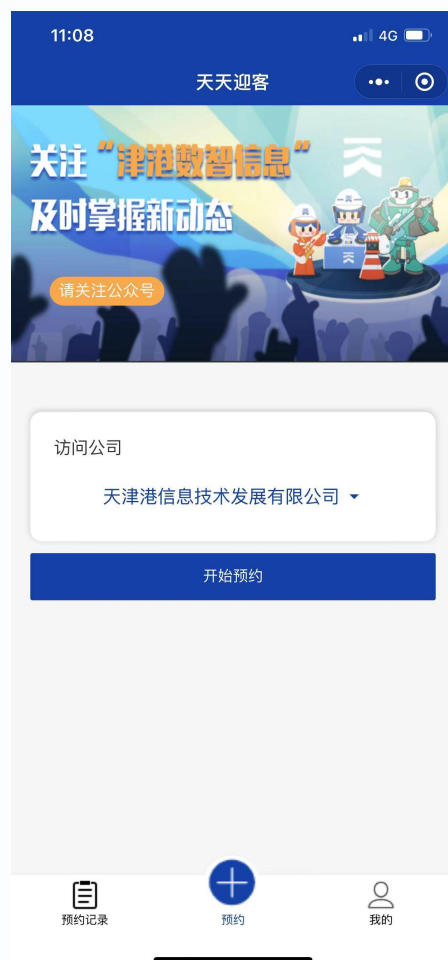 11:08
4G
天天迎客
关注“津港数智信息”
及时掌握新动态
请关注公众号
访问公司
天津港信息技术发展有限公司
开始预约
预约记录
预约
我的